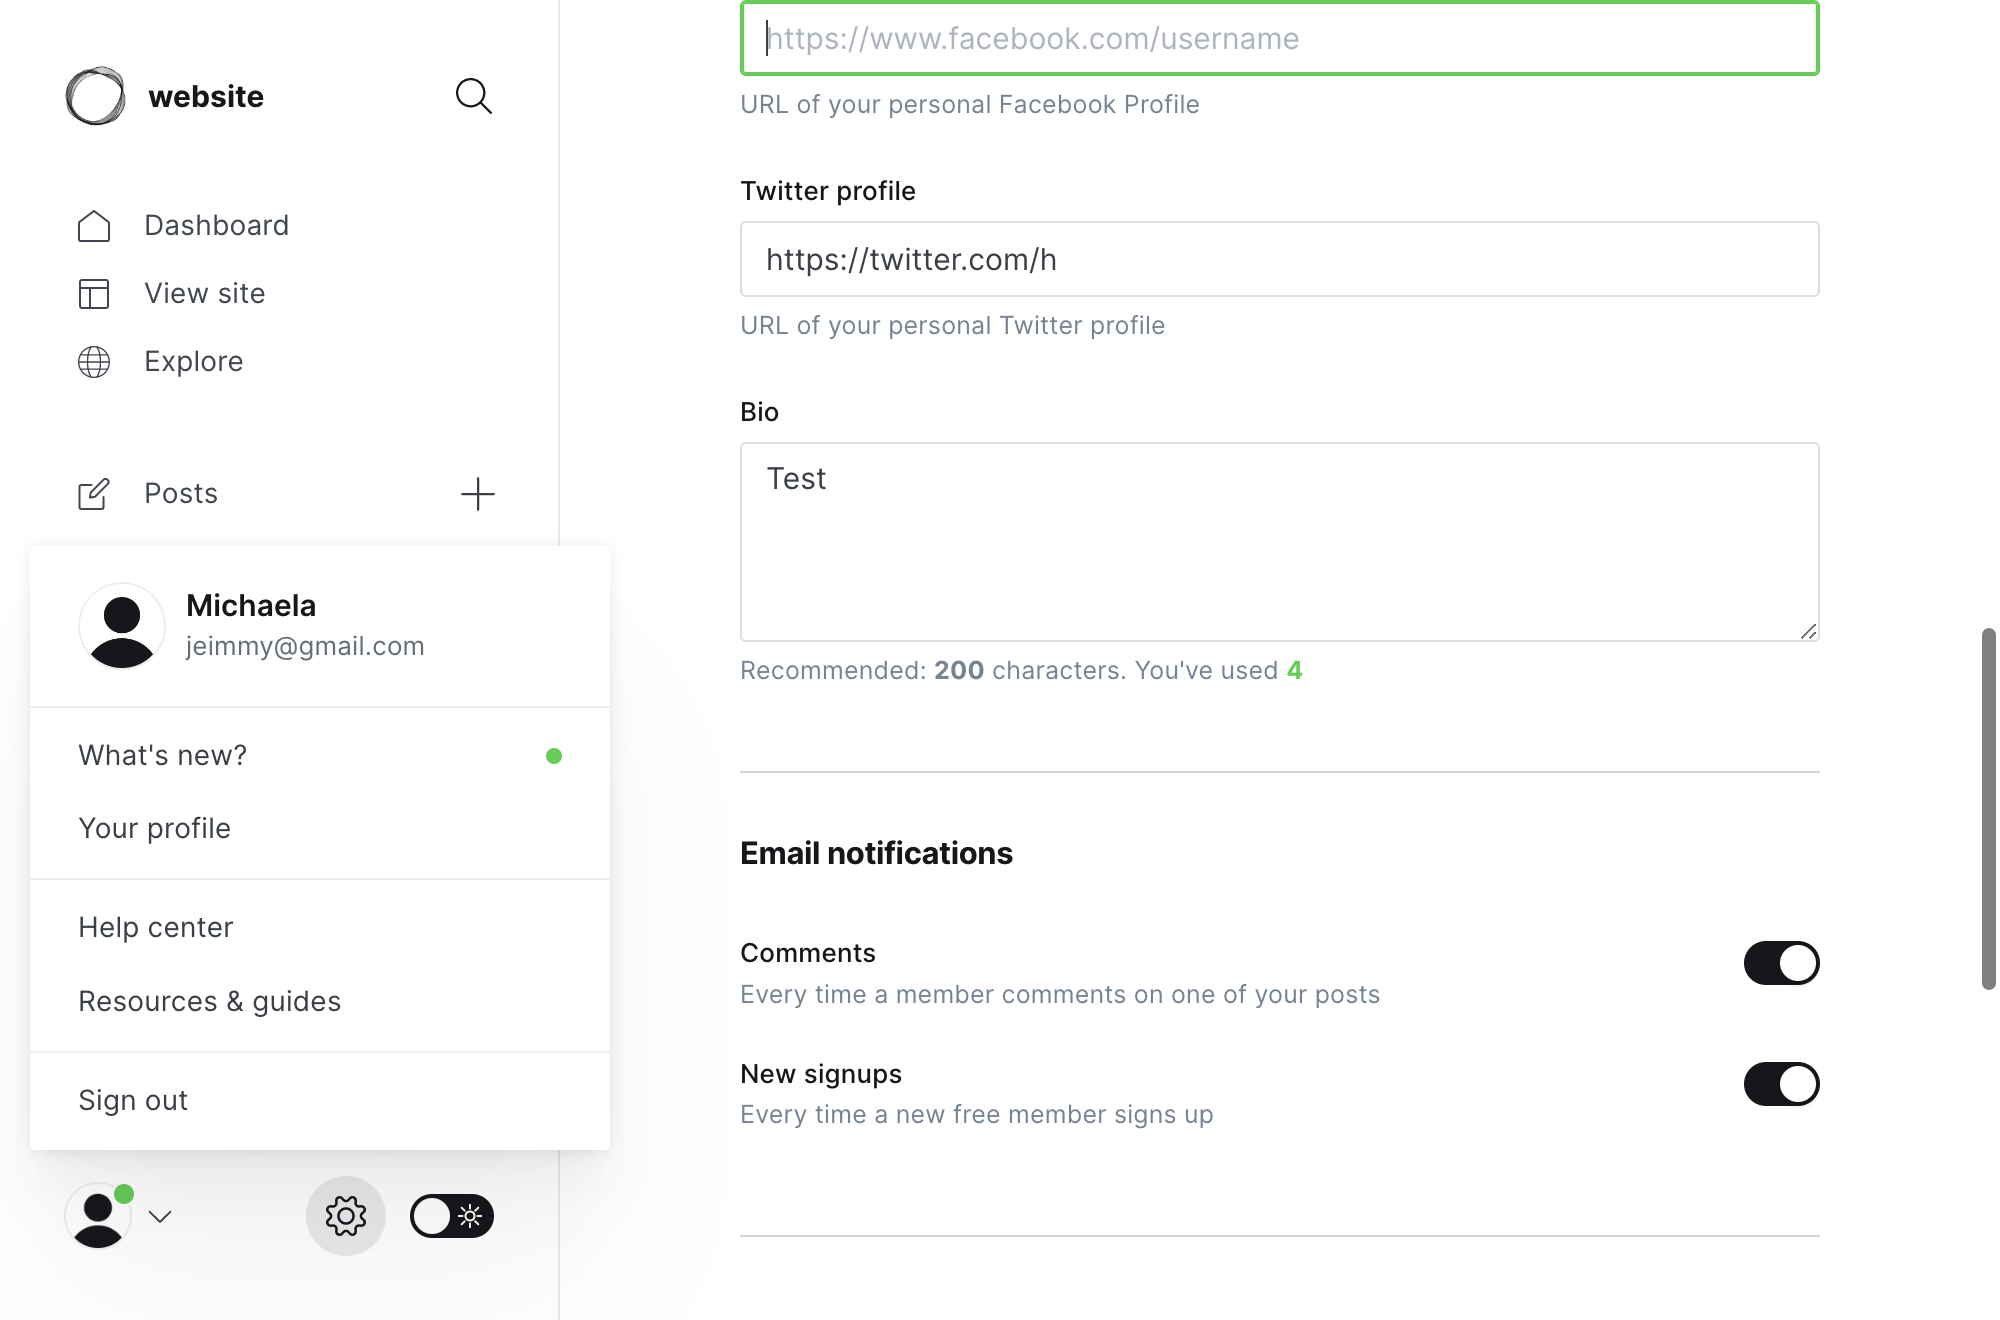 website
Dashboard
View site
Explore
Posts
Michaela
jeimmy@gmail.com
What's new?
Your profile
Help center
Resources & guides
Sign out
https://www.facebook.com/username
URL of your personal Facebook Profile
Twitter profile
https://twitter.com/h
URL of your personal Twitter profile
Bio
Test
Recommended: 200 characters. You've used 4
Email notifications
Comments
Every time a member comments on one of your posts
New signups
Every time a new free member signs up